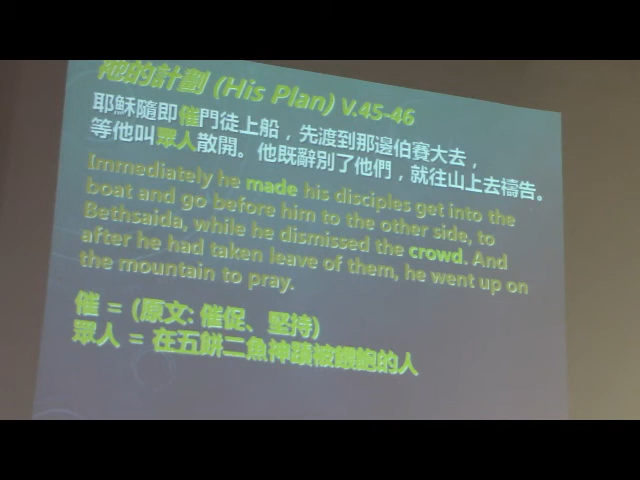 祂的計劃 (His Plan) V.45-46
耶穌隨即催門徒上船，先渡到那邊伯賽大去，
等他叫眾人散開。他既辭別了他們，就往山上去禱告。
Immediately he made his disciples get into the
boat and go before him to the other side, to
Bethsaida, while he dismissed the crowd. And
after he had taken leave of them, he went up on
the mountain to pray.
催 = (原文: 催促、堅持)
眾人 = 在五餅二魚神蹟被餵飽的人